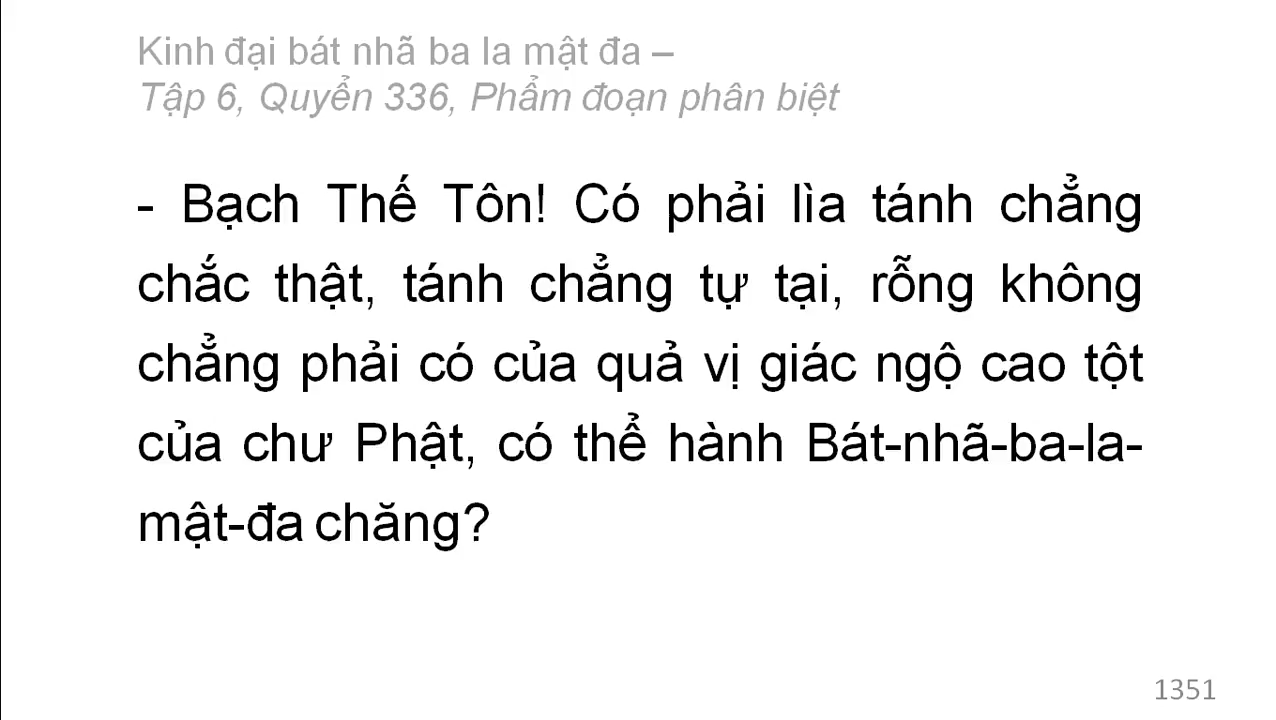 Kinh đại bát nhã ba la mật đa –
Tập 6, Quyển 336, Phẩm đoạn phân biệt
- Bạch Thế Tôn! Có phải lìa tánh chẳng
chắc thật, tánh chẳng tự tại, rỗng không
chẳng phải có của quả vị giác ngộ cao tột
của chư Phật, có thể hành Bát-nhã-ba-la-
mật-đa chăng?
1351